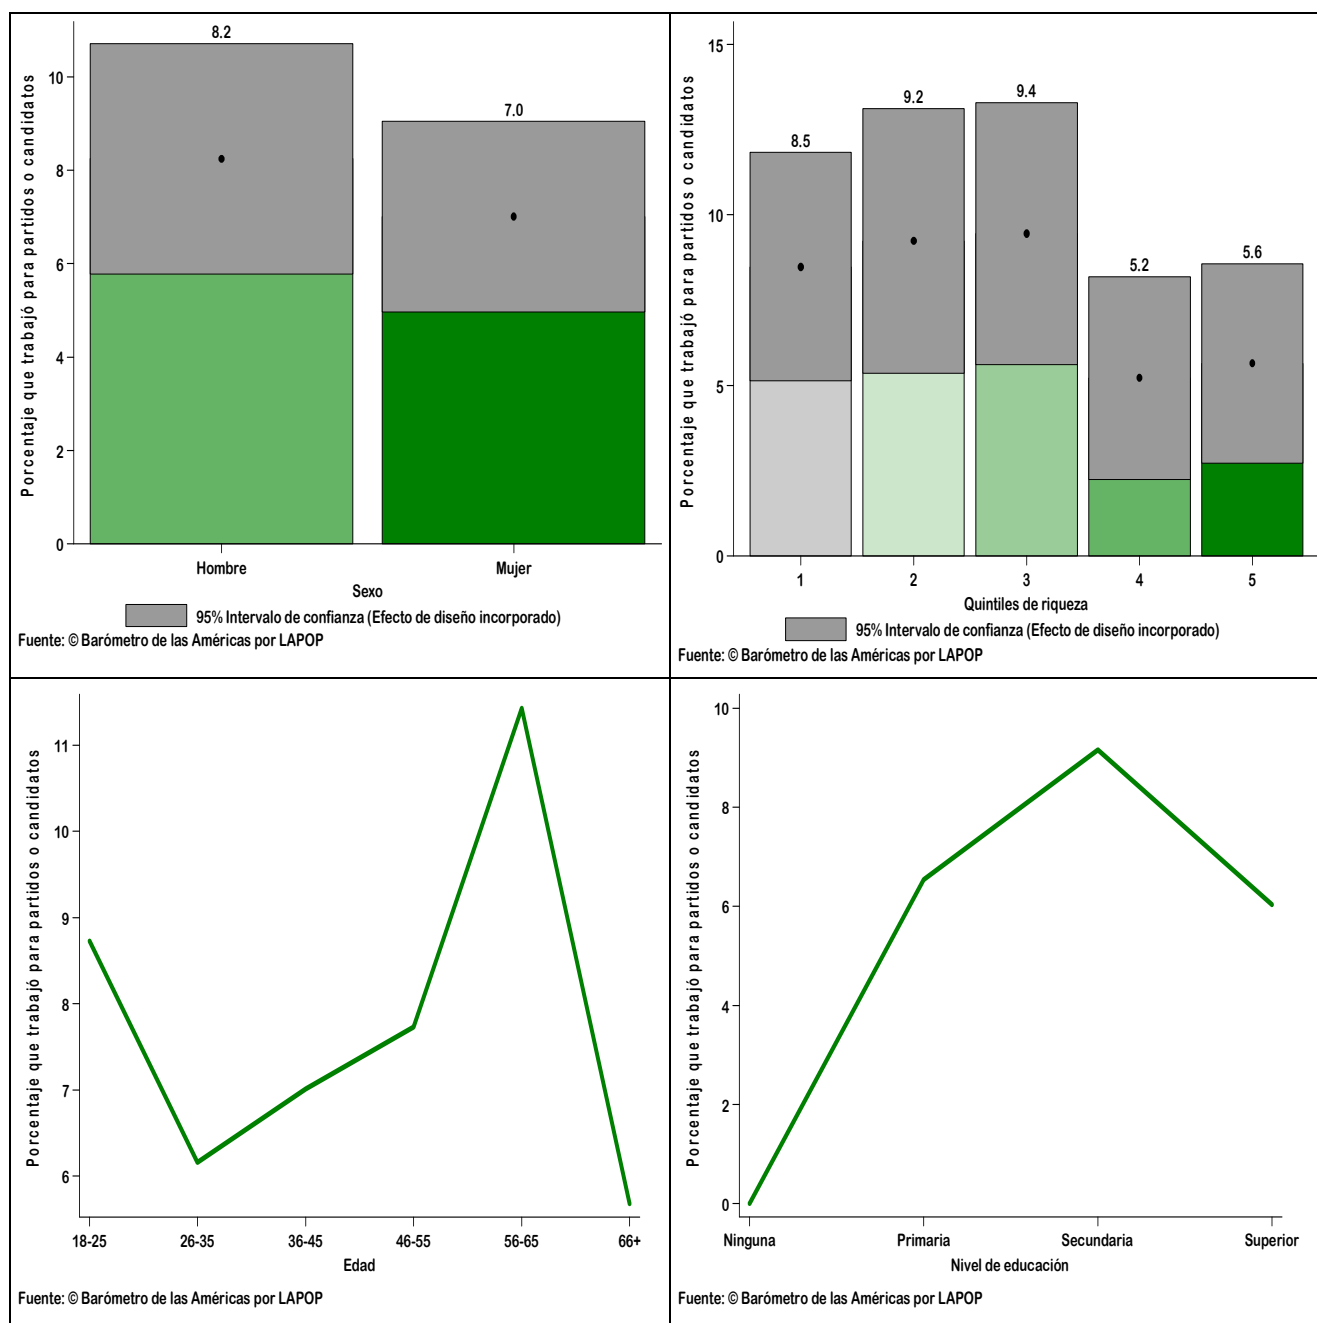 Porcentaje que trabajó para partidos o candidatos
10
8
6
4
2
0
8.2
7.0
Hombre
Mujer
Sexo
95% Intervalo de confianza (Efecto de diseño incorporado)
Fuente: © Barómetro de las Américas por LAPOP
Porcentaje que trabajó para partidos o candidatos
15
10
5
0
8.5
9.2
9.4
5.2
5.6
1
2
3
4
5
Quintiles de riqueza
95% Intervalo de confianza (Efecto de diseño incorporado)
Fuente: © Barómetro de las Américas por LAPOP
Porcentaje que trabajó para partidos o candidatos
11
10
9
8
7
6
18-25
26-35
36-45
46-55
56-65
66+
Edad
Fuente: © Barómetro de las Américas por LAPOP
Porcentaje que trabajó para partidos o candidatos
10
8
6
4
2
0
Ninguna
Primaria
Secundaria
Superior
Nivel de educación
Fuente: © Barómetro de las Américas por LAPOP